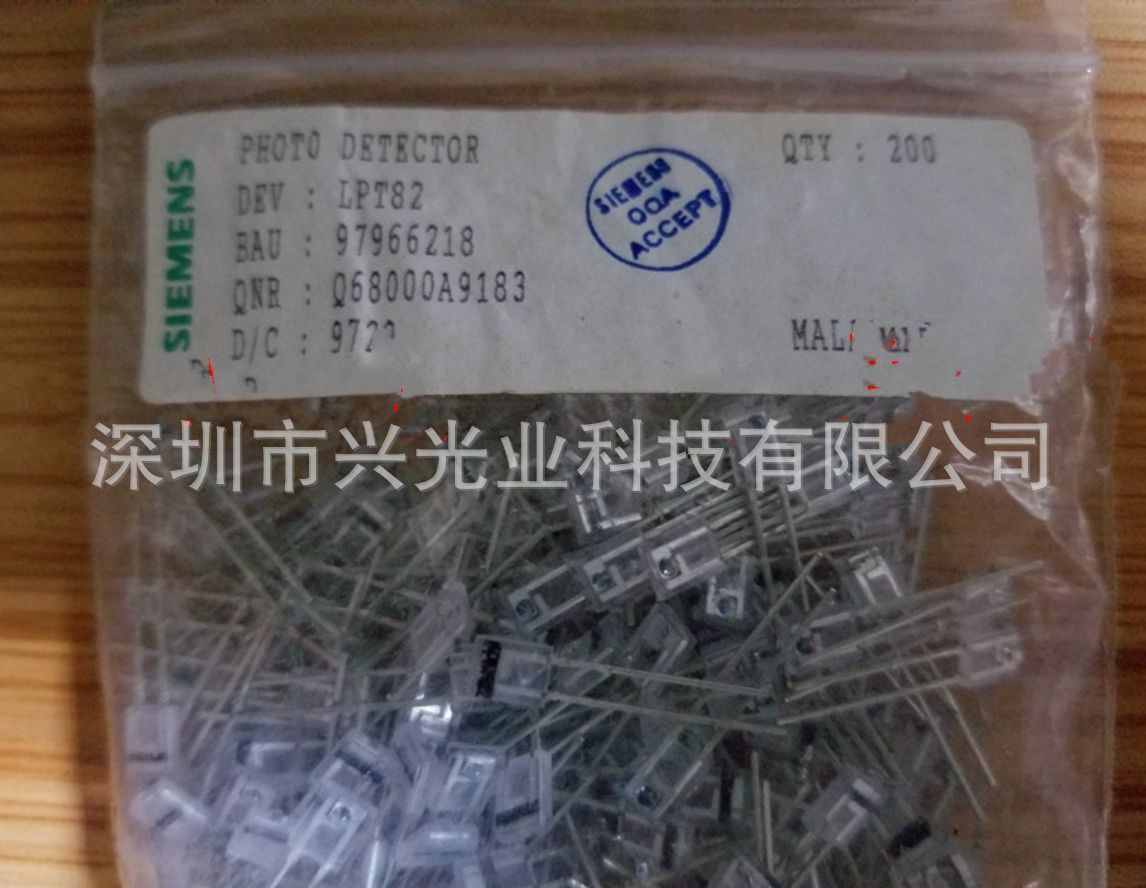 SIEMENS
PHOTO DETECTOR
QTY : 200
DEV : LPT82
BAU : 97966218
QNR : Q68000A9183
D/C :
SIEMENS
OQA
ACCEPT
深圳市兴光业科技有限公司